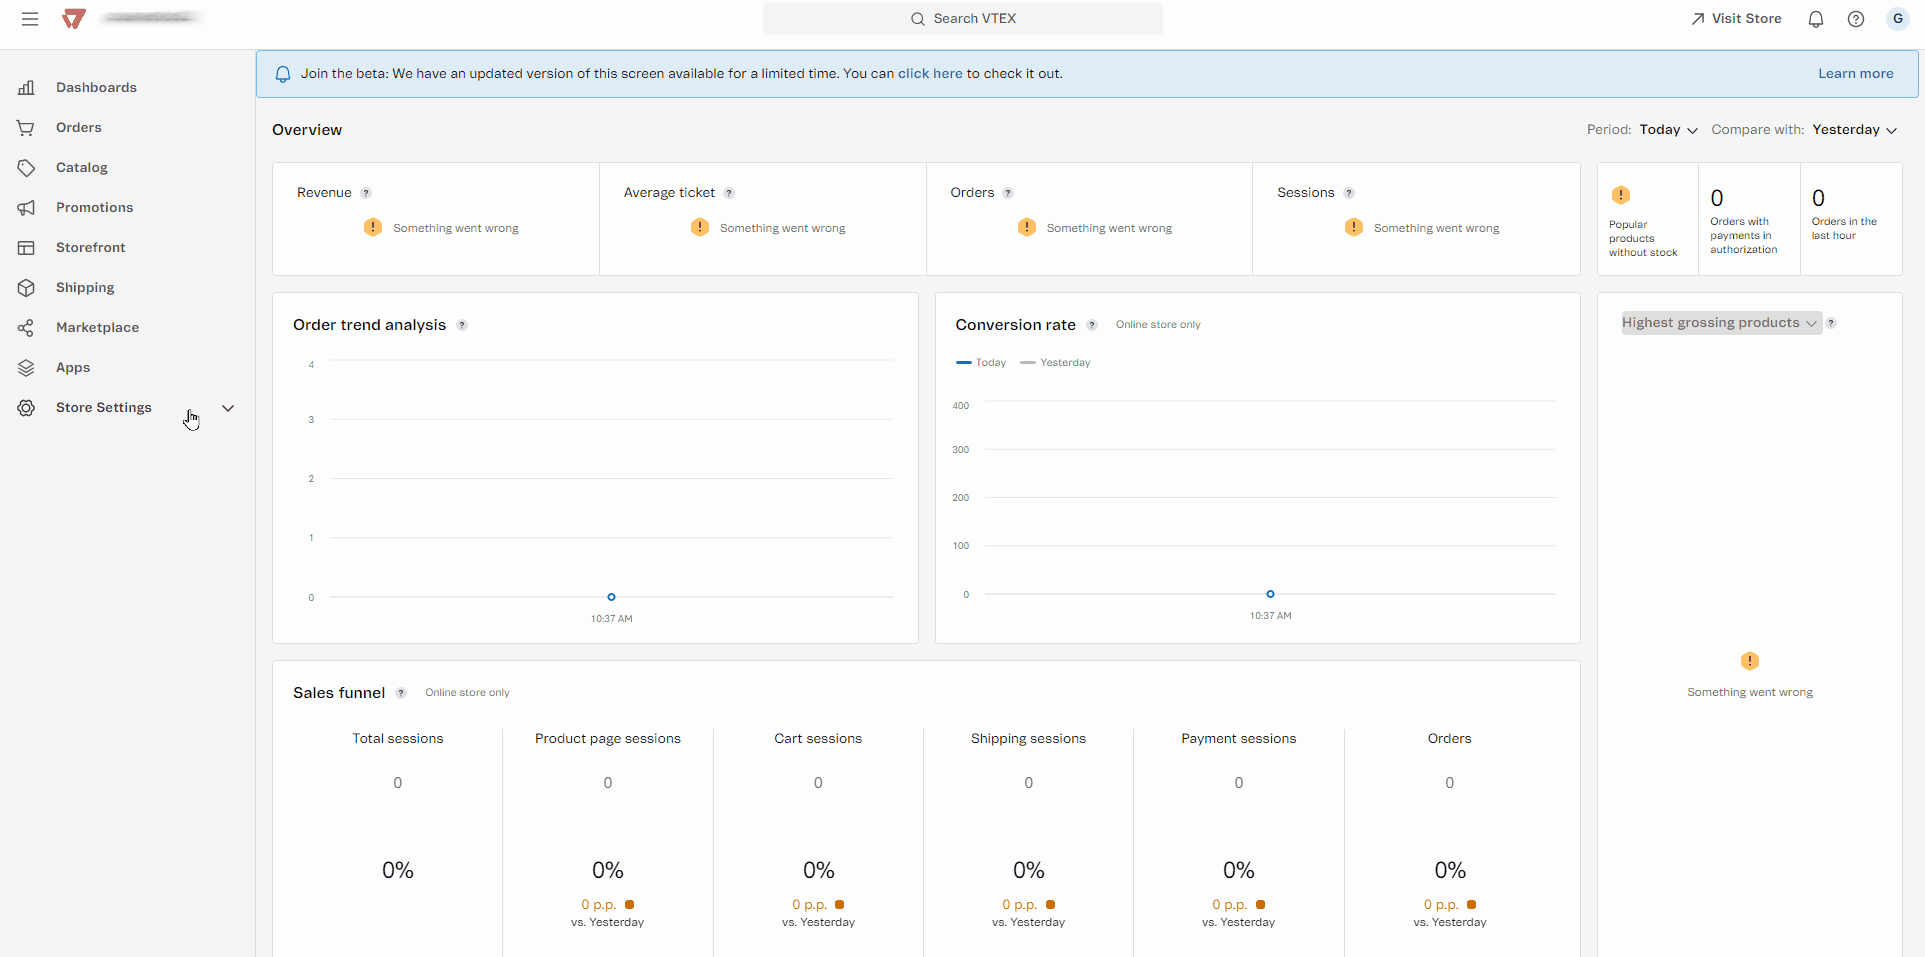 Search VTEX
Visit Store
G
Dashboards
Orders
Catalog
Promotions
Storefront
Shipping
Marketplace
Apps
Store Settings
Join the beta: We have an updated version of this screen available for a limited time. You can click here to check it out.
Learn more
Overview
Period: Today
Compare with: Yesterday
Revenue ?
! Something went wrong
Average ticket ?
! Something went wrong
Orders ?
! Something went wrong
Sessions ?
! Something went wrong
!
Popular
products
without stock
0
Orders with
payments in
authorization
0
Orders in the
last hour
Order trend analysis ?
4
3
2
1
0
10:37 AM
Conversion rate ? Online store only
Today Yesterday
400
300
200
100
0
10:37 AM
Highest grossing products ?
!
Something went wrong
Sales funnel ? Online store only
Total sessions
0
0%
Product page sessions
0
0%
0 p.p.
vs. Yesterday
Cart sessions
0
0%
0 p.p.
vs. Yesterday
Shipping sessions
0
0%
0 p.p.
vs. Yesterday
Payment sessions
0
0%
0 p.p.
vs. Yesterday
Orders
0
0%
0 p.p.
vs. Yesterday